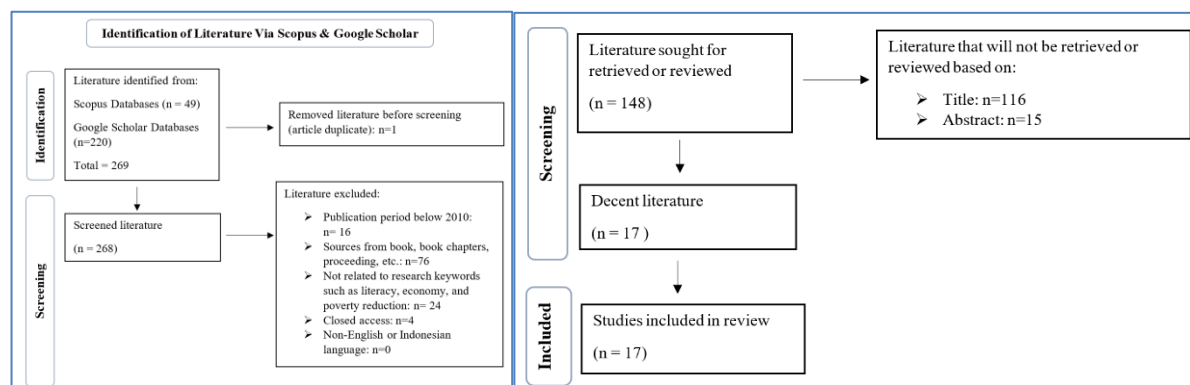 Identification of Literature Via Scopus & Google Scholar
Identification
Literature identified from:
Scopus Databases (n = 49)
Google Scholar Databases
(n=220)
Total = 269
Removed literature before screening
(article duplicate): n=1
Screening
Screened literature
(n = 268)
Literature excluded:
➢ Publication period below 2010:
n= 16
➢ Sources from book, book chapters,
proceeding, etc.: n=76
➢ Not related to research keywords
such as literacy, economy, and
poverty reduction: n= 24
➢ Closed access: n=4
➢ Non-English or Indonesian
language: n=0
Screening
Literature sought for
retrieved or reviewed
(n = 148)
Literature that will not be retrieved or
reviewed based on:
➢ Title: n=116
➢ Abstract: n=15
Decent literature
(n = 17 )
Included
Studies included in review
(n = 17)